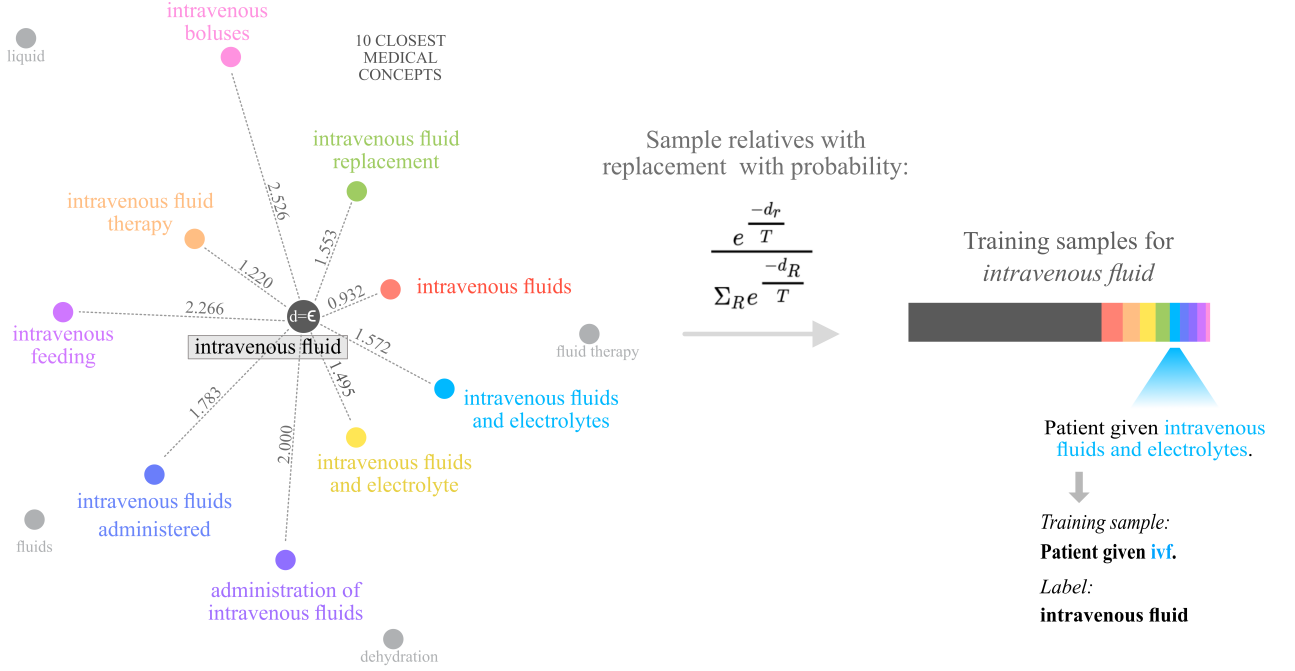 intravenous
boluses
liquid
10 CLOSEST
MEDICAL
CONCEPTS
intravenous fluid
replacement
intravenous fluid
therapy
2.526
1.553
1.220
0.932
intravenous fluids
2.266
d=ϵ
intravenous
feeding
intravenous fluid
1.572
fluid therapy
1.495
intravenous fluids
and electrolytes
1.783
2.000
intravenous fluids
and electrolyte
intravenous fluids
administered
fluids
administration of
intravenous fluids
dehydration
Sample relatives with
replacement with probability:
e^(-d_r/T)
Σ_R e^(-d_R/T)
Training samples for
intravenous fluid
Patient given intravenous
fluids and electrolytes.
Training sample:
Patient given ivf.
Label:
intravenous fluid